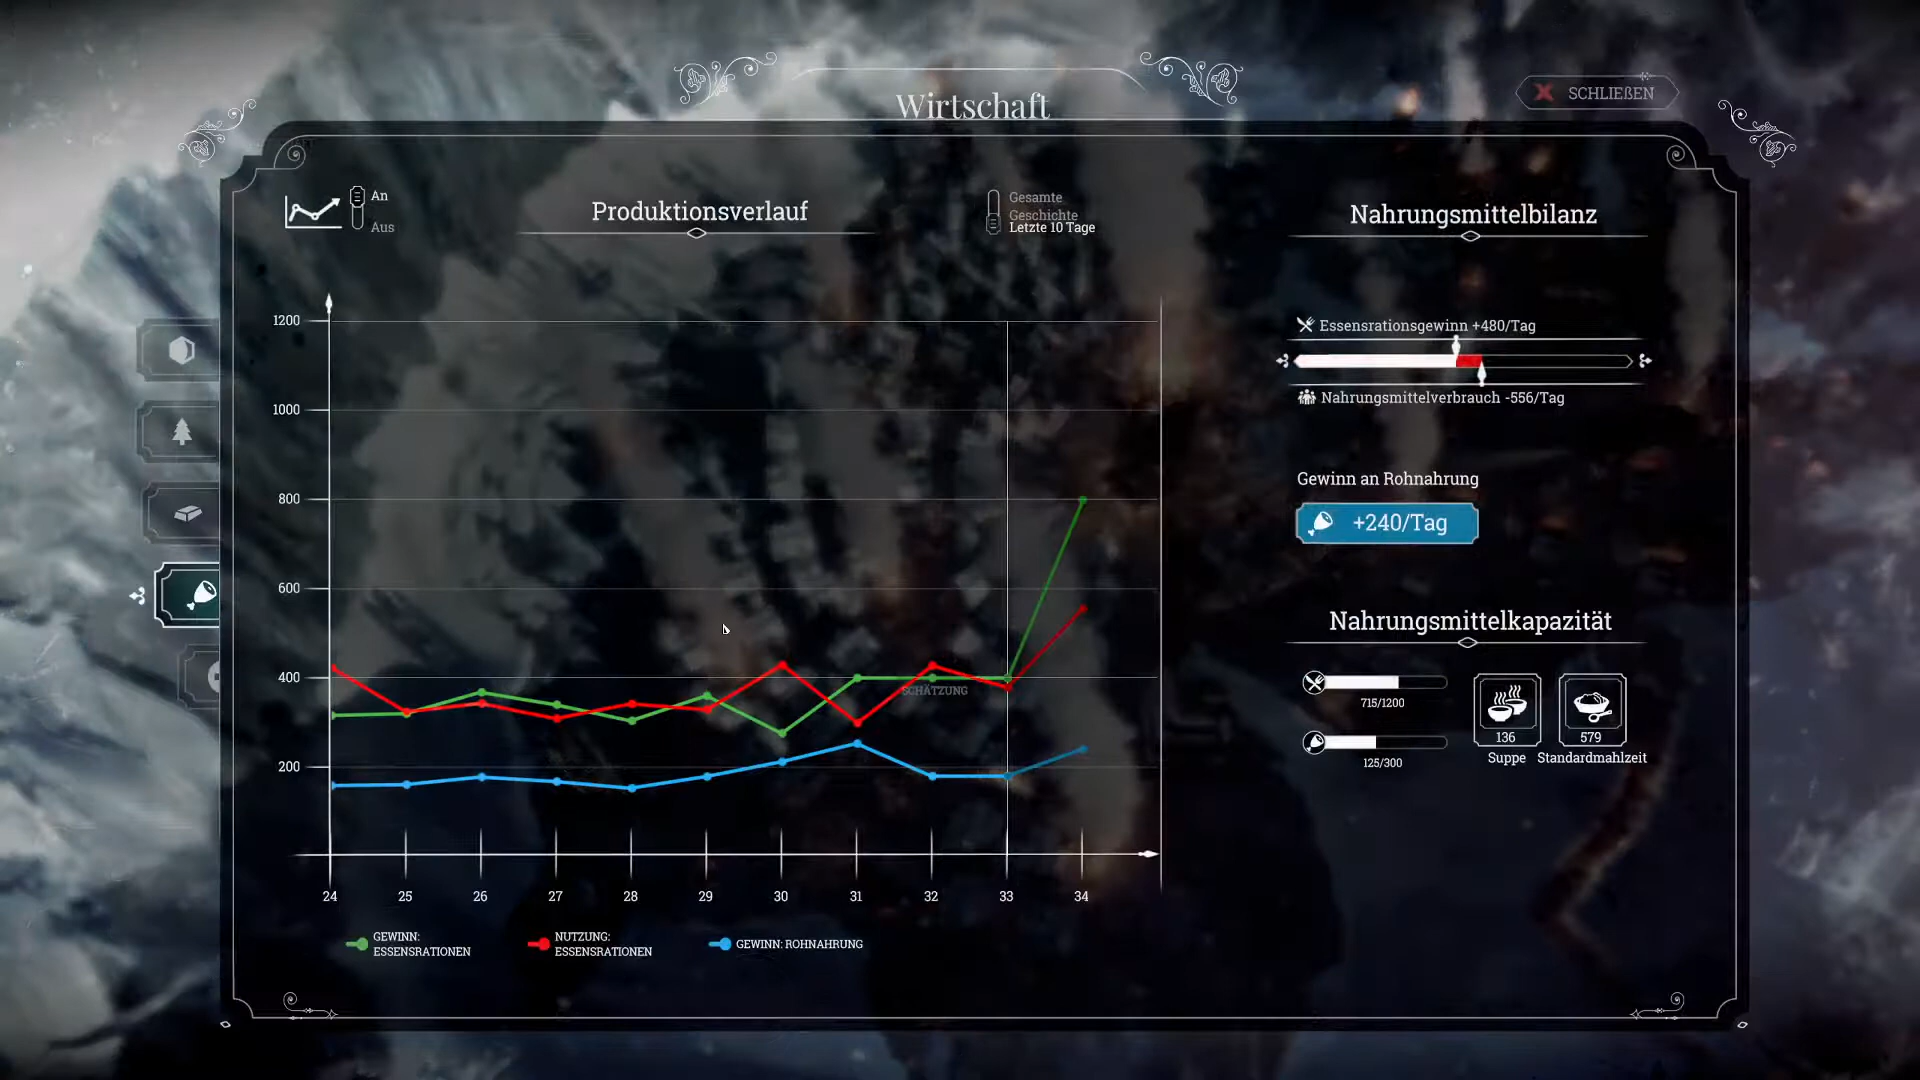 Wirtschaft
SCHLIEẞEN
An
Aus
Produktionsverlauf
Gesamte
Geschichte
Letzte 10 Tage
Nahrungsmittelbilanz
Essensrationsgewinn +480/Tag
Nahrungsmittelverbrauch -556/Tag
Gewinn an Rohnahrung
+240/Tag
Nahrungsmittelkapazität
715/1200
125/300
136
Suppe
579
Standardmahlzeit
1200
1000
800
600
400
200
SCHÄTZUNG
24 25 26 27 28 29 30 31 32 33 34
GEWINN:
ESSENSRATIONEN
NUTZUNG:
ESSENSRATIONEN
GEWINN: ROHNAHRUNG